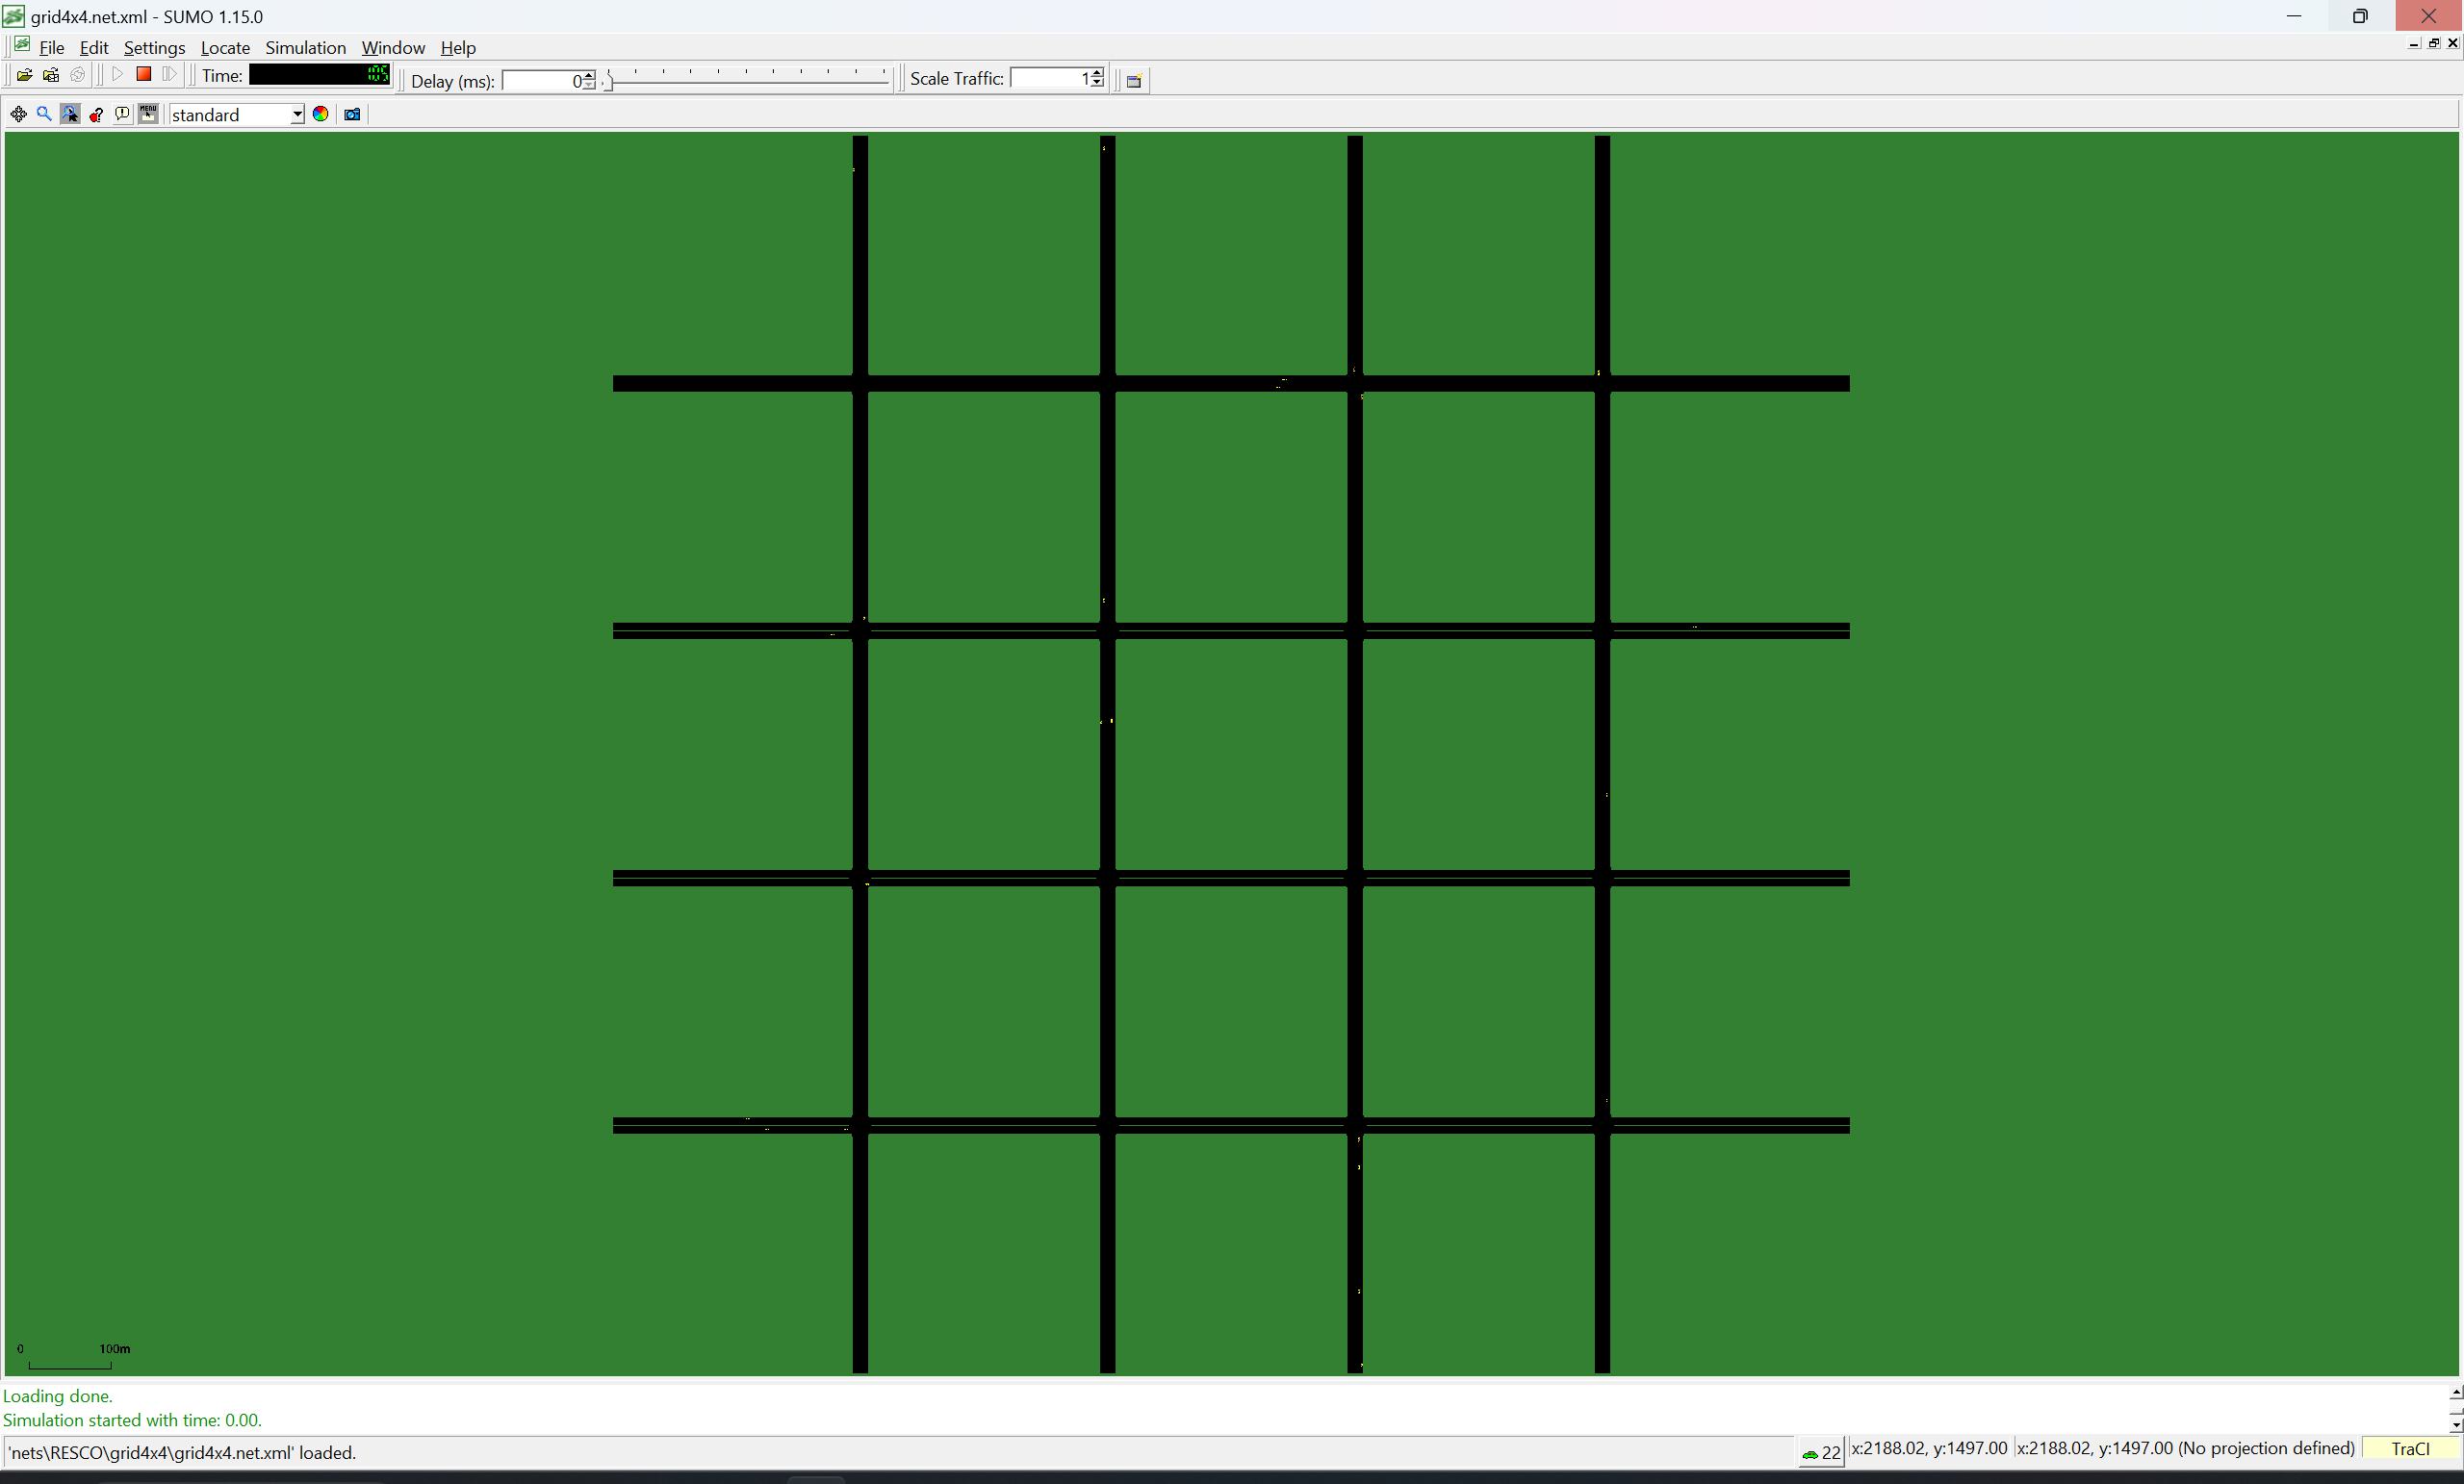 grid4x4.net.xml - SUMO 1.15.0
File Edit Settings Locate Simulation Window Help
Time: 105 Delay (ms): 0 Scale Traffic: 1
MENU standard
0 100m
Loading done.
Simulation started with time: 0.00.
'nets\RESCO\grid4x4\grid4x4.net.xml' loaded. 22 x:2188.02, y:1497.00 x:2188.02, y:1497.00 (No projection defined) TraCI